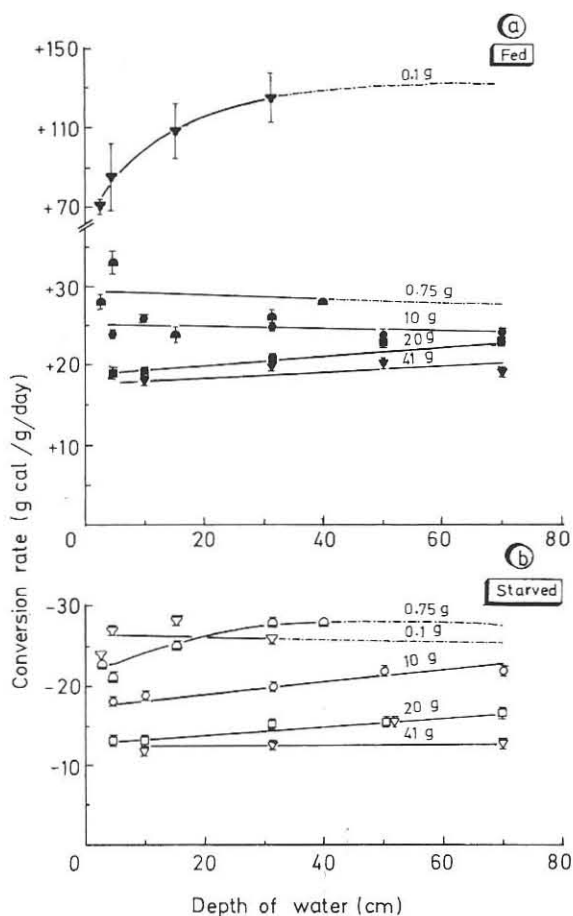 ⓐ
Fed
+150
0.1 g
+110
+70
+30
0.75 g
10 g
+20
20 g
41 g
+10
0 20 40 60 80
ⓑ
Starved
-30
0.75 g
0.1 g
10 g
-20
20 g
41 g
-10
0 20 40 60 80
Conversion rate (g cal /g/day)
Depth of water (cm)